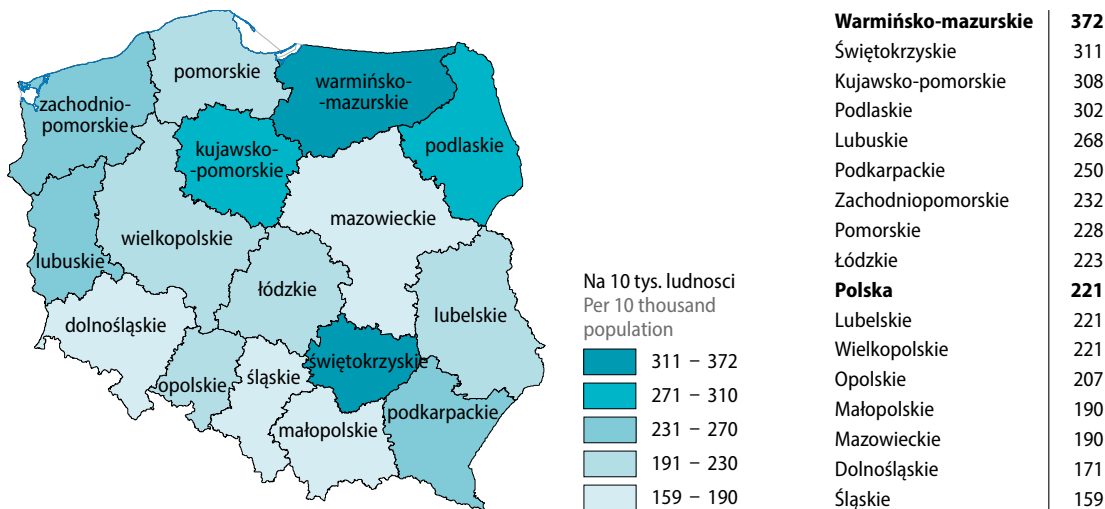 pomorskie
warmińsko-
-mazurskie
zachodnio-
pomorskie
kujawsko-
-pomorskie
podlaskie
mazowieckie
wielkopolskie
lubuskie
łódzkie
lubelskie
dolnośląskie
świętokrzyskie
opolskie
śląskie
podkarpackie
małopolskie
Na 10 tys. ludnosci
Per 10 thousand
population
311 – 372
271 – 310
231 – 270
191 – 230
159 – 190
Warmińsko-mazurskie 372
Świętokrzyskie 311
Kujawsko-pomorskie 308
Podlaskie 302
Lubuskie 268
Podkarpackie 250
Zachodniopomorskie 232
Pomorskie 228
Łódzkie 223
Polska 221
Lubelskie 221
Wielkopolskie 221
Opolskie 207
Małopolskie 190
Mazowieckie 190
Dolnośląskie 171
Śląskie 159